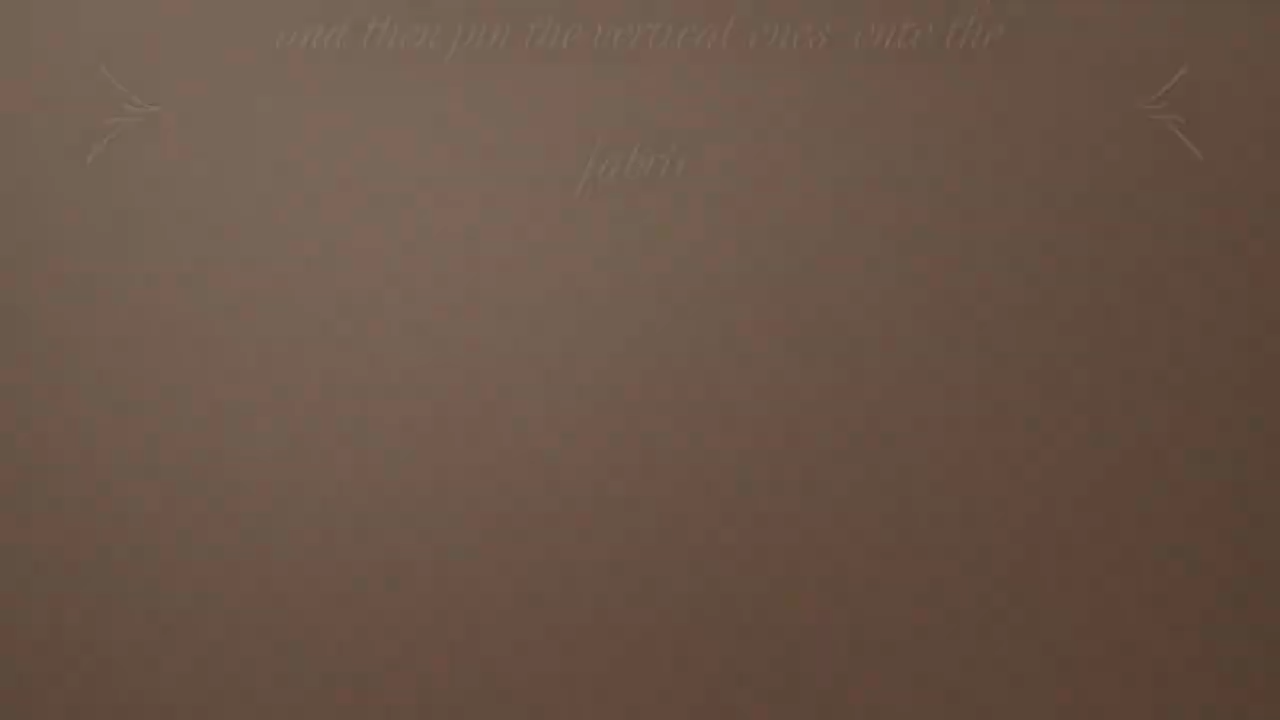 and then pin the vertical ones onto the
fabric